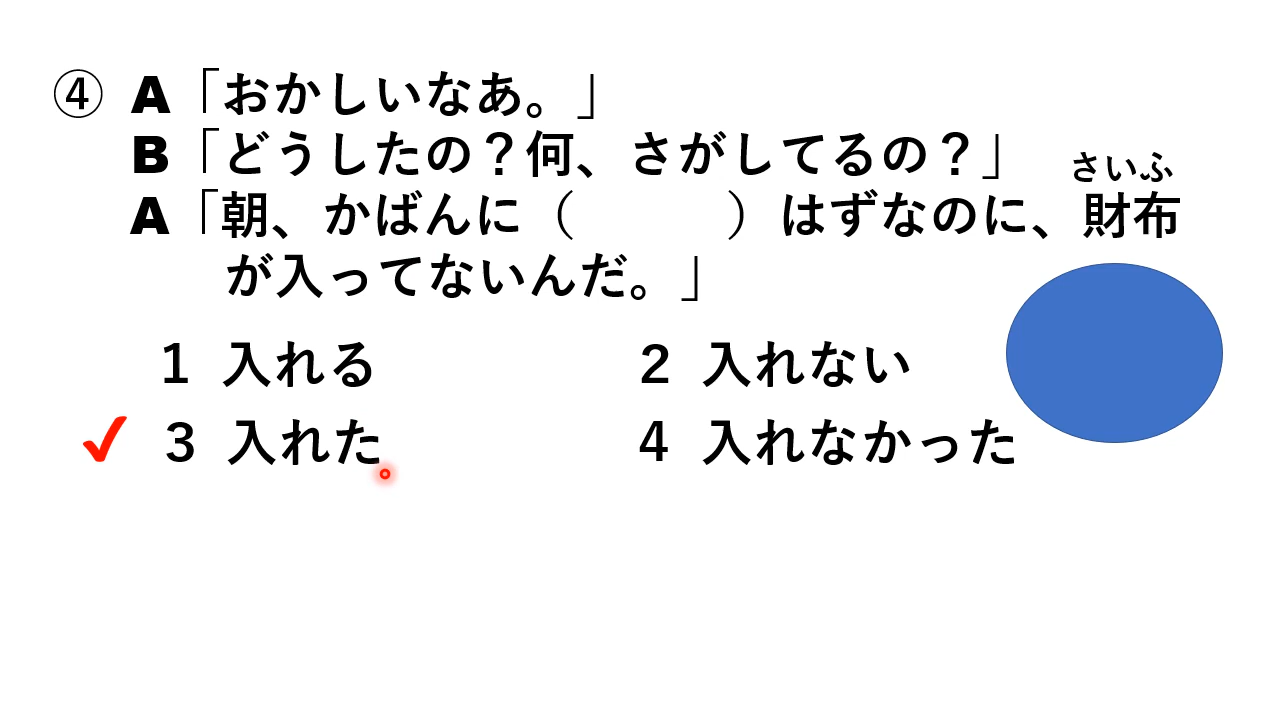 ④ A「おかしいなあ。」
B「どうしたの？何、さがしてるの？」
さいふ
A「朝、かばんに（　　　）はずなのに、財布
が入ってないんだ。」
1 入れる 2 入れない
3 入れた 4 入れなかった